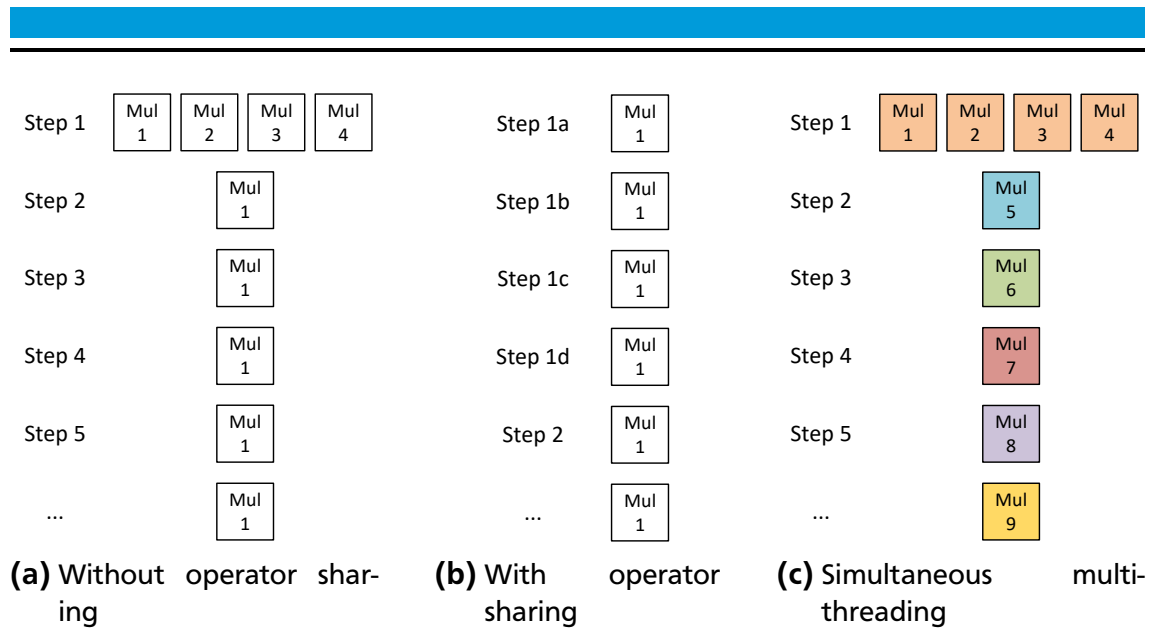 Step 1 Mul 1 Mul 2 Mul 3 Mul 4
Step 2 Mul 1
Step 3 Mul 1
Step 4 Mul 1
Step 5 Mul 1
... Mul 1
(a) Without operator shar-
ing
Step 1a Mul 1
Step 1b Mul 1
Step 1c Mul 1
Step 1d Mul 1
Step 2 Mul 1
... Mul 1
(b) With operator
sharing
Step 1 Mul 1 Mul 2 Mul 3 Mul 4
Step 2 Mul 5
Step 3 Mul 6
Step 4 Mul 7
Step 5 Mul 8
... Mul 9
(c) Simultaneous multi-
threading